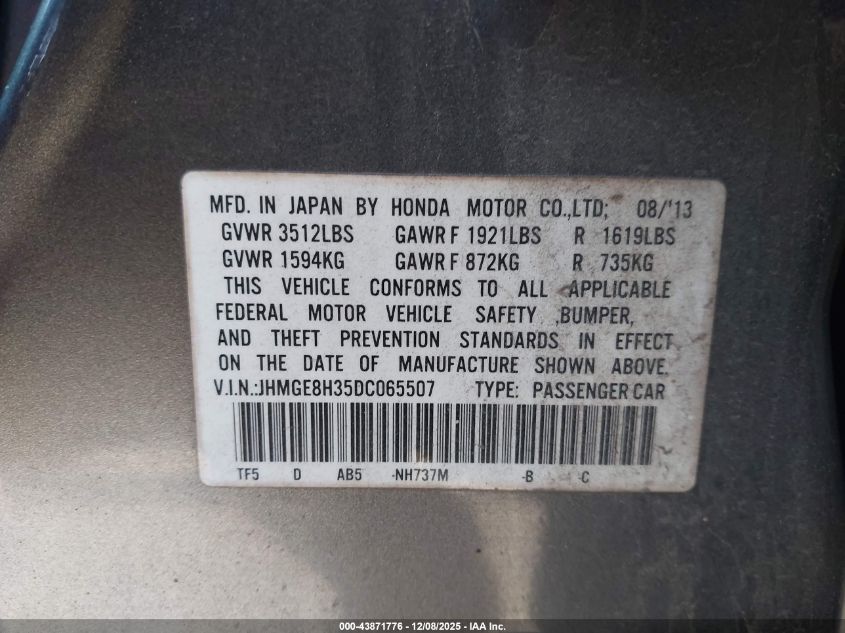 MFD. IN JAPAN BY HONDA MOTOR CO.,LTD; 08/'13
GVWR 3512LBS GAWR F 1921LBS R 1619LBS
GVWR 1594KG GAWR F 872KG R 735KG
THIS VEHICLE CONFORMS TO ALL APPLICABLE
FEDERAL MOTOR VEHICLE SAFETY ,BUMPER,
AND THEFT PREVENTION STANDARDS IN EFFECT
ON THE DATE OF MANUFACTURE SHOWN ABOVE.
V.I.N.:JHMGE8H35DC065507 TYPE: PASSENGER CAR
TF5 D AB5 -NH737M -B -C
000-43871776 - 12/08/2025 - IAA Inc.